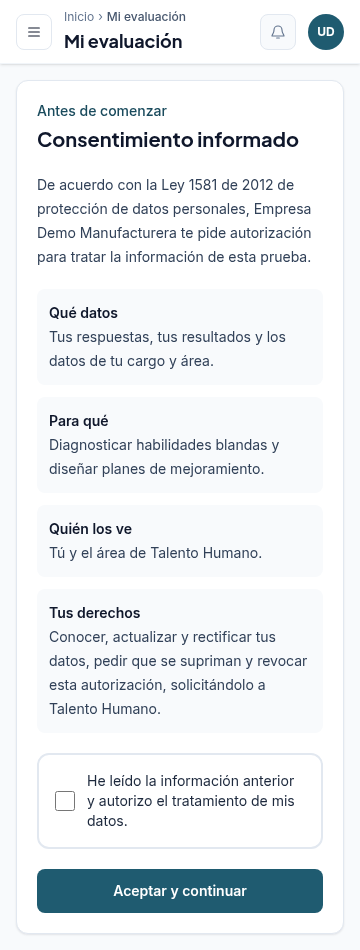 Inicio › Mi evaluación
Mi evaluación
UD
Antes de comenzar
Consentimiento informado
De acuerdo con la Ley 1581 de 2012 de
protección de datos personales, Empresa
Demo Manufacturera te pide autorización
para tratar la información de esta prueba.
Qué datos
Tus respuestas, tus resultados y los
datos de tu cargo y área.
Para qué
Diagnosticar habilidades blandas y
diseñar planes de mejoramiento.
Quién los ve
Tú y el área de Talento Humano.
Tus derechos
Conocer, actualizar y rectificar tus
datos, pedir que se supriman y revocar
esta autorización, solicitándolo a
Talento Humano.
He leído la información anterior
y autorizo el tratamiento de mis
datos.
Aceptar y continuar